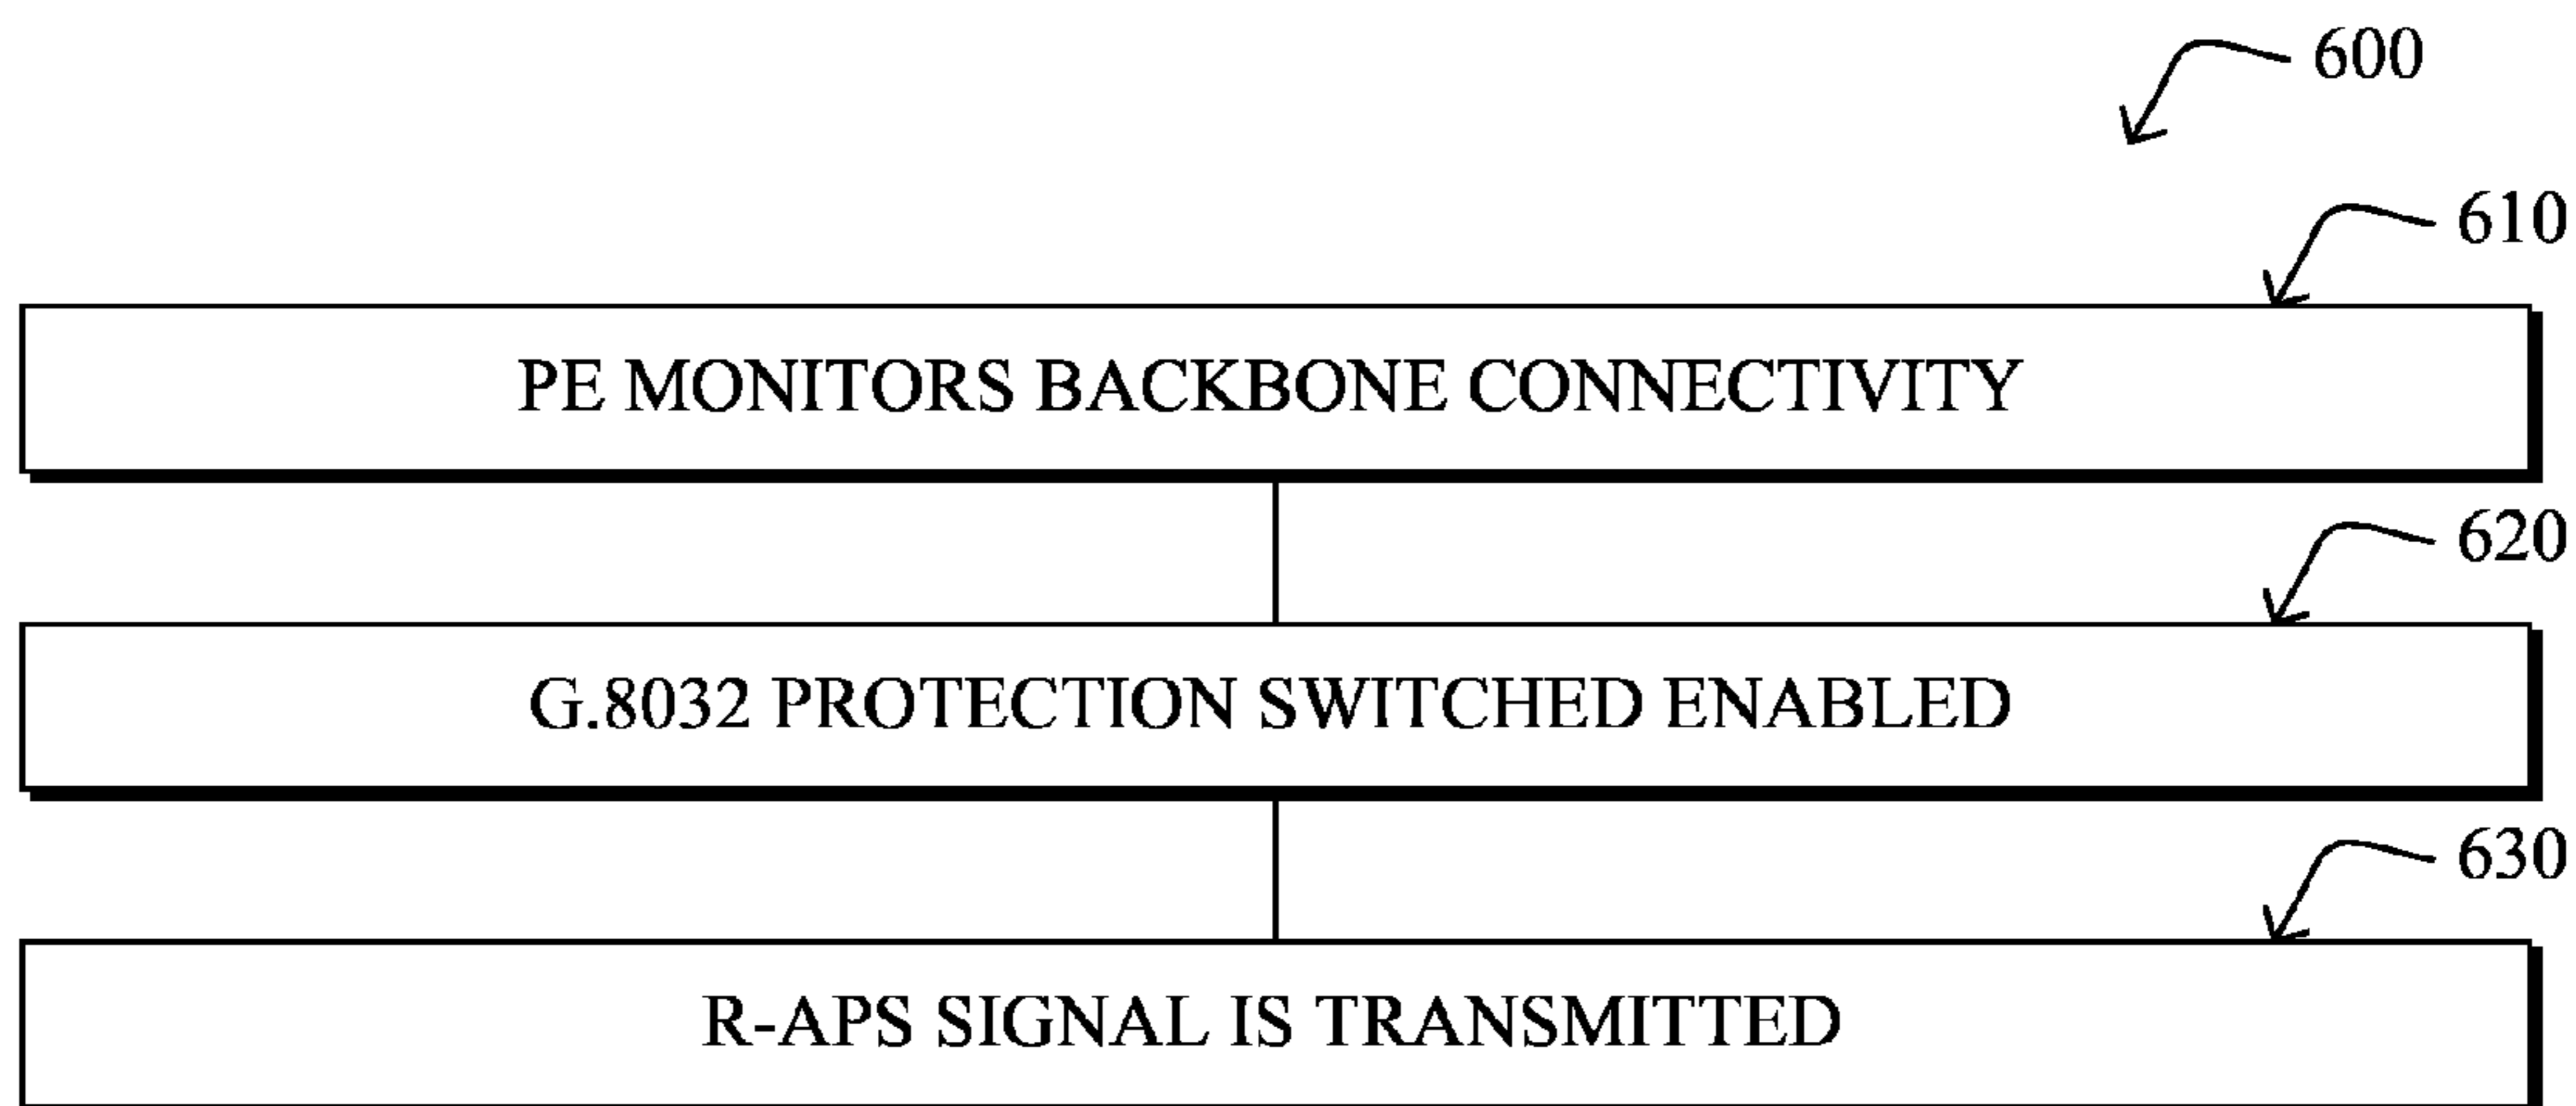 600
610
PE MONITORS BACKBONE CONNECTIVITY
620
G.8032 PROTECTION SWITCHED ENABLED
630
R-APS SIGNAL IS TRANSMITTED